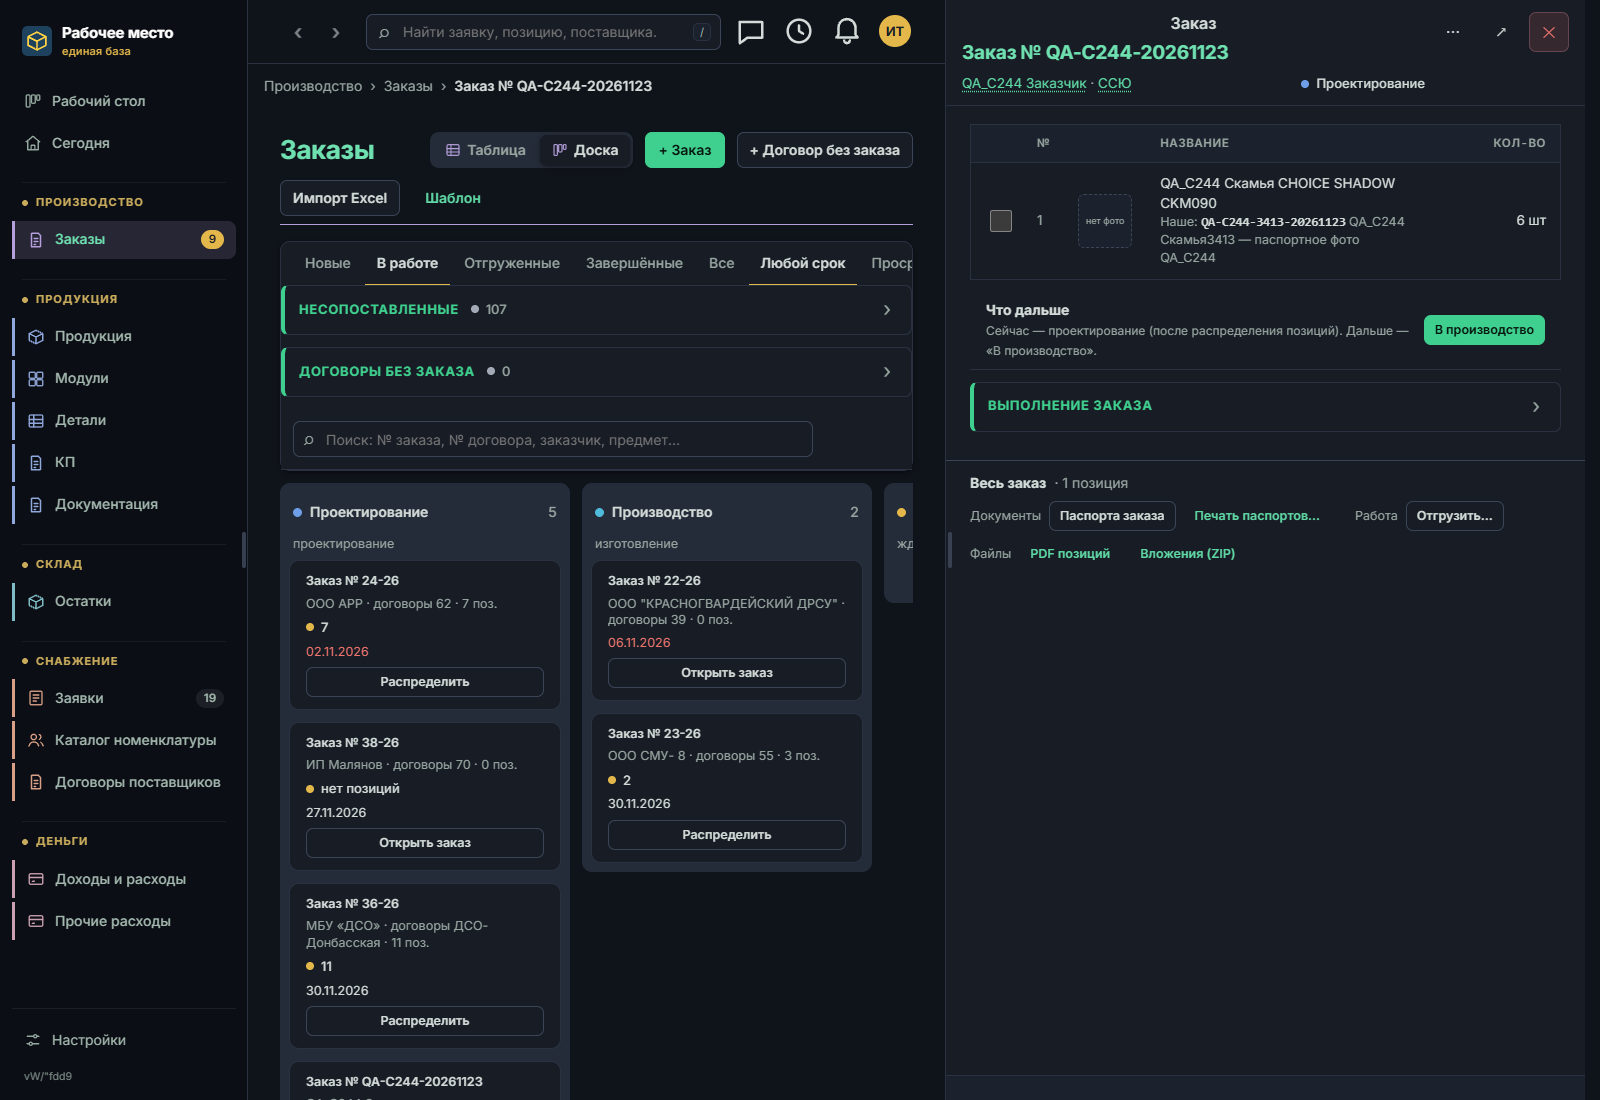 Рабочее место
единая база
Рабочий стол
Сегодня
ПРОИЗВОДСТВО
Заказы 9
ПРОДУКЦИЯ
Продукция
Модули
Детали
КП
Документация
СКЛАД
Остатки
СНАБЖЕНИЕ
Заявки 19
Каталог номенклатуры
Договоры поставщиков
ДЕНЬГИ
Доходы и расходы
Прочие расходы
Настройки
vW/"fdd9
Найти заявку, позицию, поставщика. /
ИТ
Производство › Заказы › Заказ № QA-C244-20261123
Заказы
Таблица Доска
+ Заказ
+ Договор без заказа
Импорт Excel
Шаблон
Новые В работе Отгруженные Завершённые Все Любой срок Проср
НЕСОПОСТАВЛЕННЫЕ 107
ДОГОВОРЫ БЕЗ ЗАКАЗА 0
Поиск: № заказа, № договора, заказчик, предмет...
Проектирование 5
проектирование
Заказ № 24-26
ООО АРР · договоры 62 · 7 поз.
7
02.11.2026
Распределить
Заказ № 38-26
ИП Малянов · договоры 70 · 0 поз.
нет позиций
27.11.2026
Открыть заказ
Заказ № 36-26
МБУ «ДСО» · договоры ДСО-
Донбасская · 11 поз.
11
30.11.2026
Распределить
Заказ № QA-C244-20261123
Производство 2
изготовление
Заказ № 22-26
ООО "КРАСНОГВАРДЕЙСКИЙ ДРСУ" ·
договоры 39 · 0 поз.
06.11.2026
Открыть заказ
Заказ № 23-26
ООО СМУ- 8 · договоры 55 · 3 поз.
2
30.11.2026
Распределить
жд
Заказ
Заказ № QA-C244-20261123
QA_C244 Заказчик · ССЮ
Проектирование
№ НАЗВАНИЕ КОЛ-ВО
1
нет фото
QA_C244 Скамья CHOICE SHADOW
СКМ090
Наше: QA-C244-3413-20261123 QA_C244
Скамья3413 — паспортное фото
QA_C244
6 шт
Что дальше
Сейчас — проектирование (после распределения позиций). Дальше —
«В производство».
В производство
ВЫПОЛНЕНИЕ ЗАКАЗА
Весь заказ · 1 позиция
Документы Паспорта заказа Печать паспортов... Работа Отгрузить...
Файлы PDF позиций Вложения (ZIP)